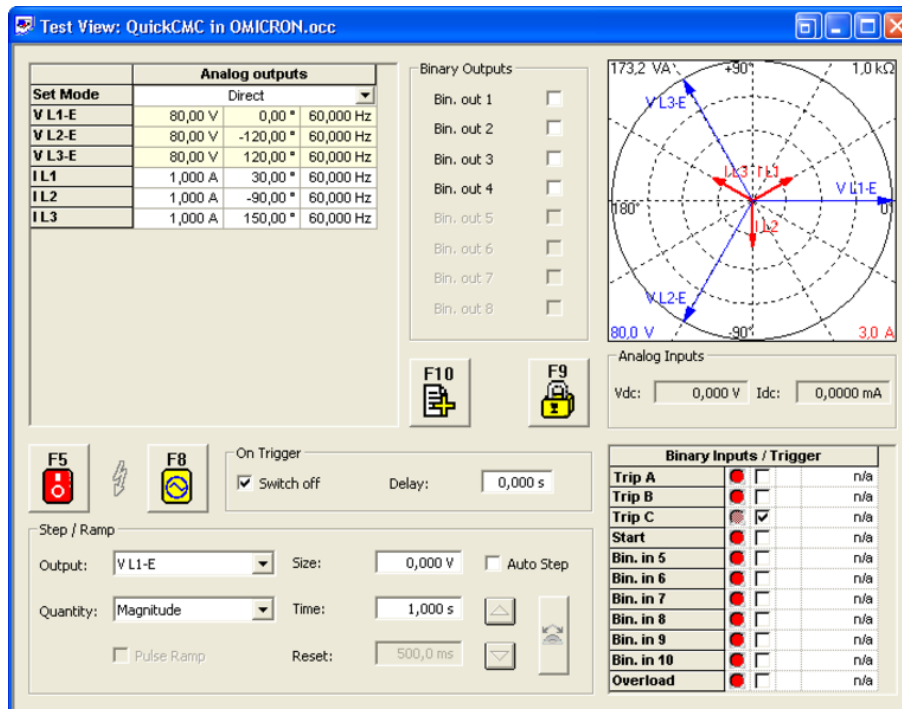 Test View: QuickCMC in OMICRON.occ
Analog outputs
Set Mode Direct
V L1-E 80,00 V 0,00 ° 60,000 Hz
V L2-E 80,00 V -120,00 ° 60,000 Hz
V L3-E 80,00 V 120,00 ° 60,000 Hz
I L1 1,000 A 30,00 ° 60,000 Hz
I L2 1,000 A -90,00 ° 60,000 Hz
I L3 1,000 A 150,00 ° 60,000 Hz
Binary Outputs
Bin. out 1
Bin. out 2
Bin. out 3
Bin. out 4
Bin. out 5
Bin. out 6
Bin. out 7
Bin. out 8
173,2 VA +90° 1,0 kΩ
V L3-E
I L3 I L1
V L1-E
180° 0°
I L2
V L2-E
80,0 V -90° 3,0 A
F10
F9
Analog Inputs
Vdc: 0,000 V Idc: 0,0000 mA
F5
F8
On Trigger
Switch off Delay: 0,000 s
Step / Ramp
Output: V L1-E Size: 0,000 V Auto Step
Quantity: Magnitude Time: 1,000 s
Pulse Ramp Reset: 500,0 ms
Binary Inputs / Trigger
Trip A n/a
Trip B n/a
Trip C n/a
Start n/a
Bin. in 5 n/a
Bin. in 6 n/a
Bin. in 7 n/a
Bin. in 8 n/a
Bin. in 9 n/a
Bin. in 10 n/a
Overload n/a